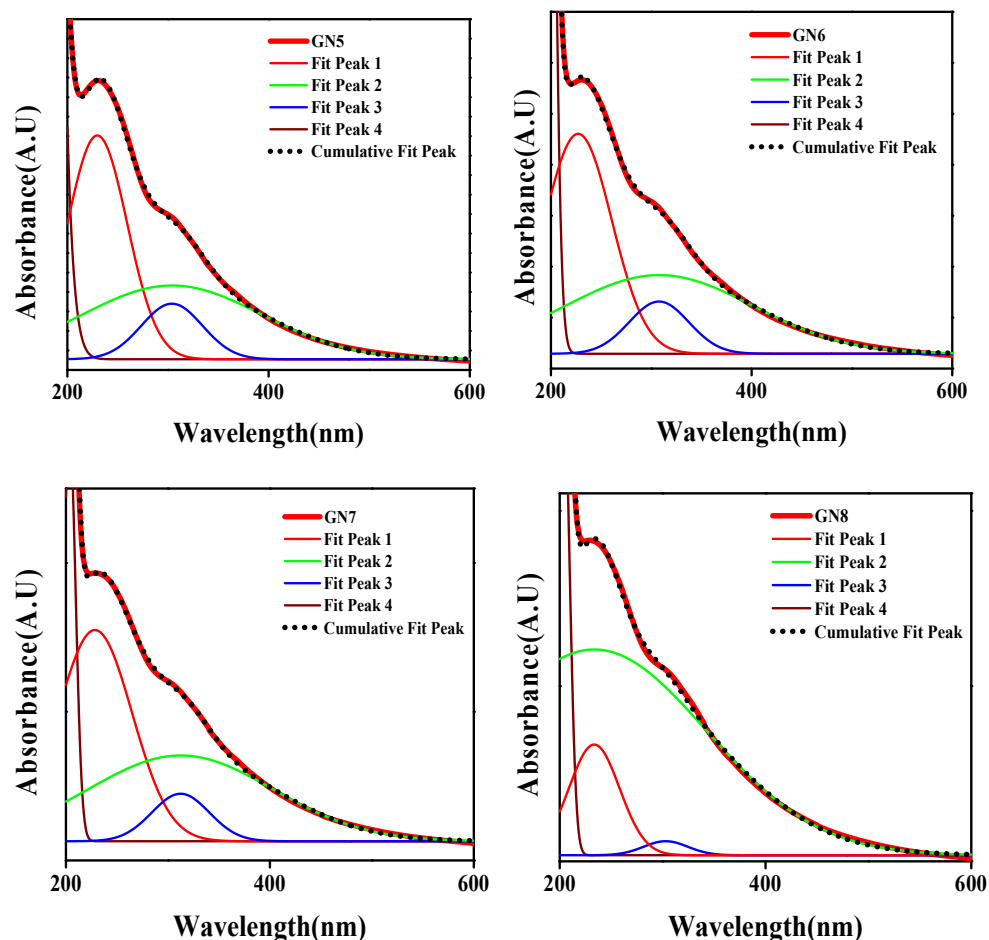 Absorbance(A.U)
GN5
Fit Peak 1
Fit Peak 2
Fit Peak 3
Fit Peak 4
Cumulative Fit Peak
200
400
600
Wavelength(nm)
Absorbance(A.U)
GN6
Fit Peak 1
Fit Peak 2
Fit Peak 3
Fit Peak 4
Cumulative Fit Peak
200
400
600
Wavelength(nm)
Absorbance(A.U)
GN7
Fit Peak 1
Fit Peak 2
Fit Peak 3
Fit Peak 4
Cumulative Fit Peak
200
400
600
Wavelength(nm)
Absorbance(A.U)
GN8
Fit Peak 1
Fit Peak 2
Fit Peak 3
Fit Peak 4
Cumulative Fit Peak
200
400
600
Wavelength(nm)